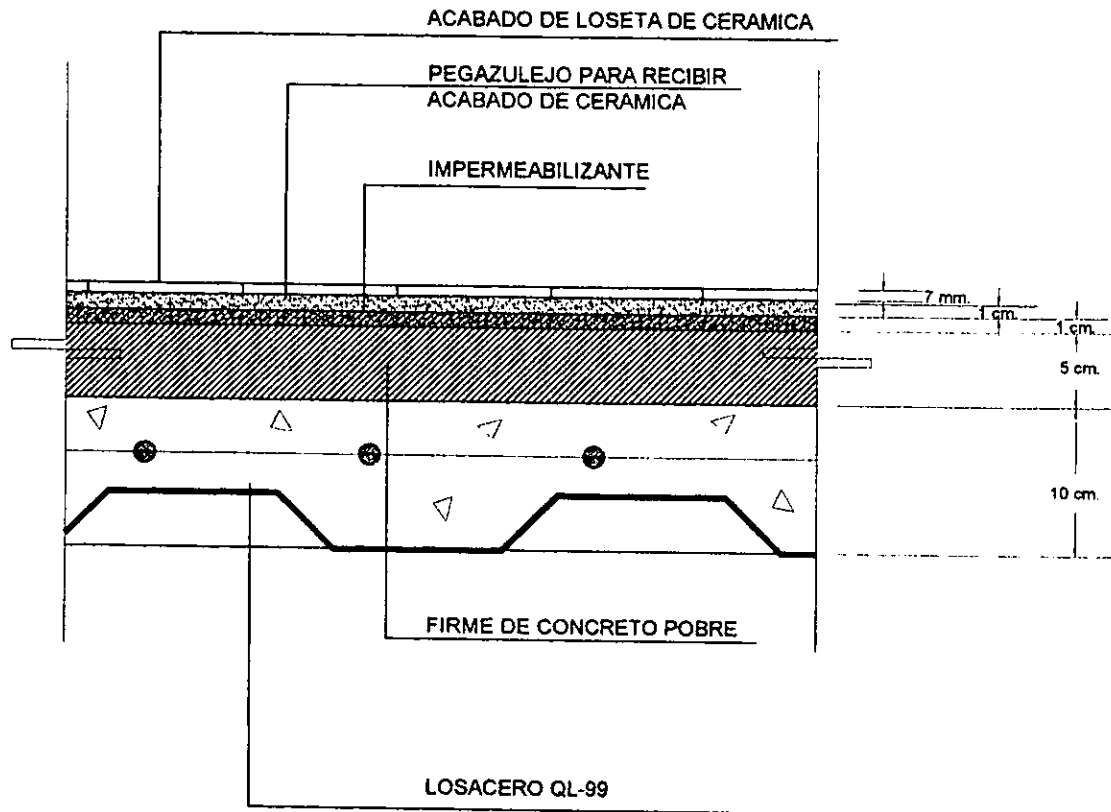 ACABADO DE LOSETA DE CERAMICA
PEGAZULEJO PARA RECIBIR
ACABADO DE CERAMICA
IMPERMEABILIZANTE
7 mm.
1 cm.
1 cm.
5 cm.
10 cm.
FIRME DE CONCRETO POBRE
LOSACERO QL-99